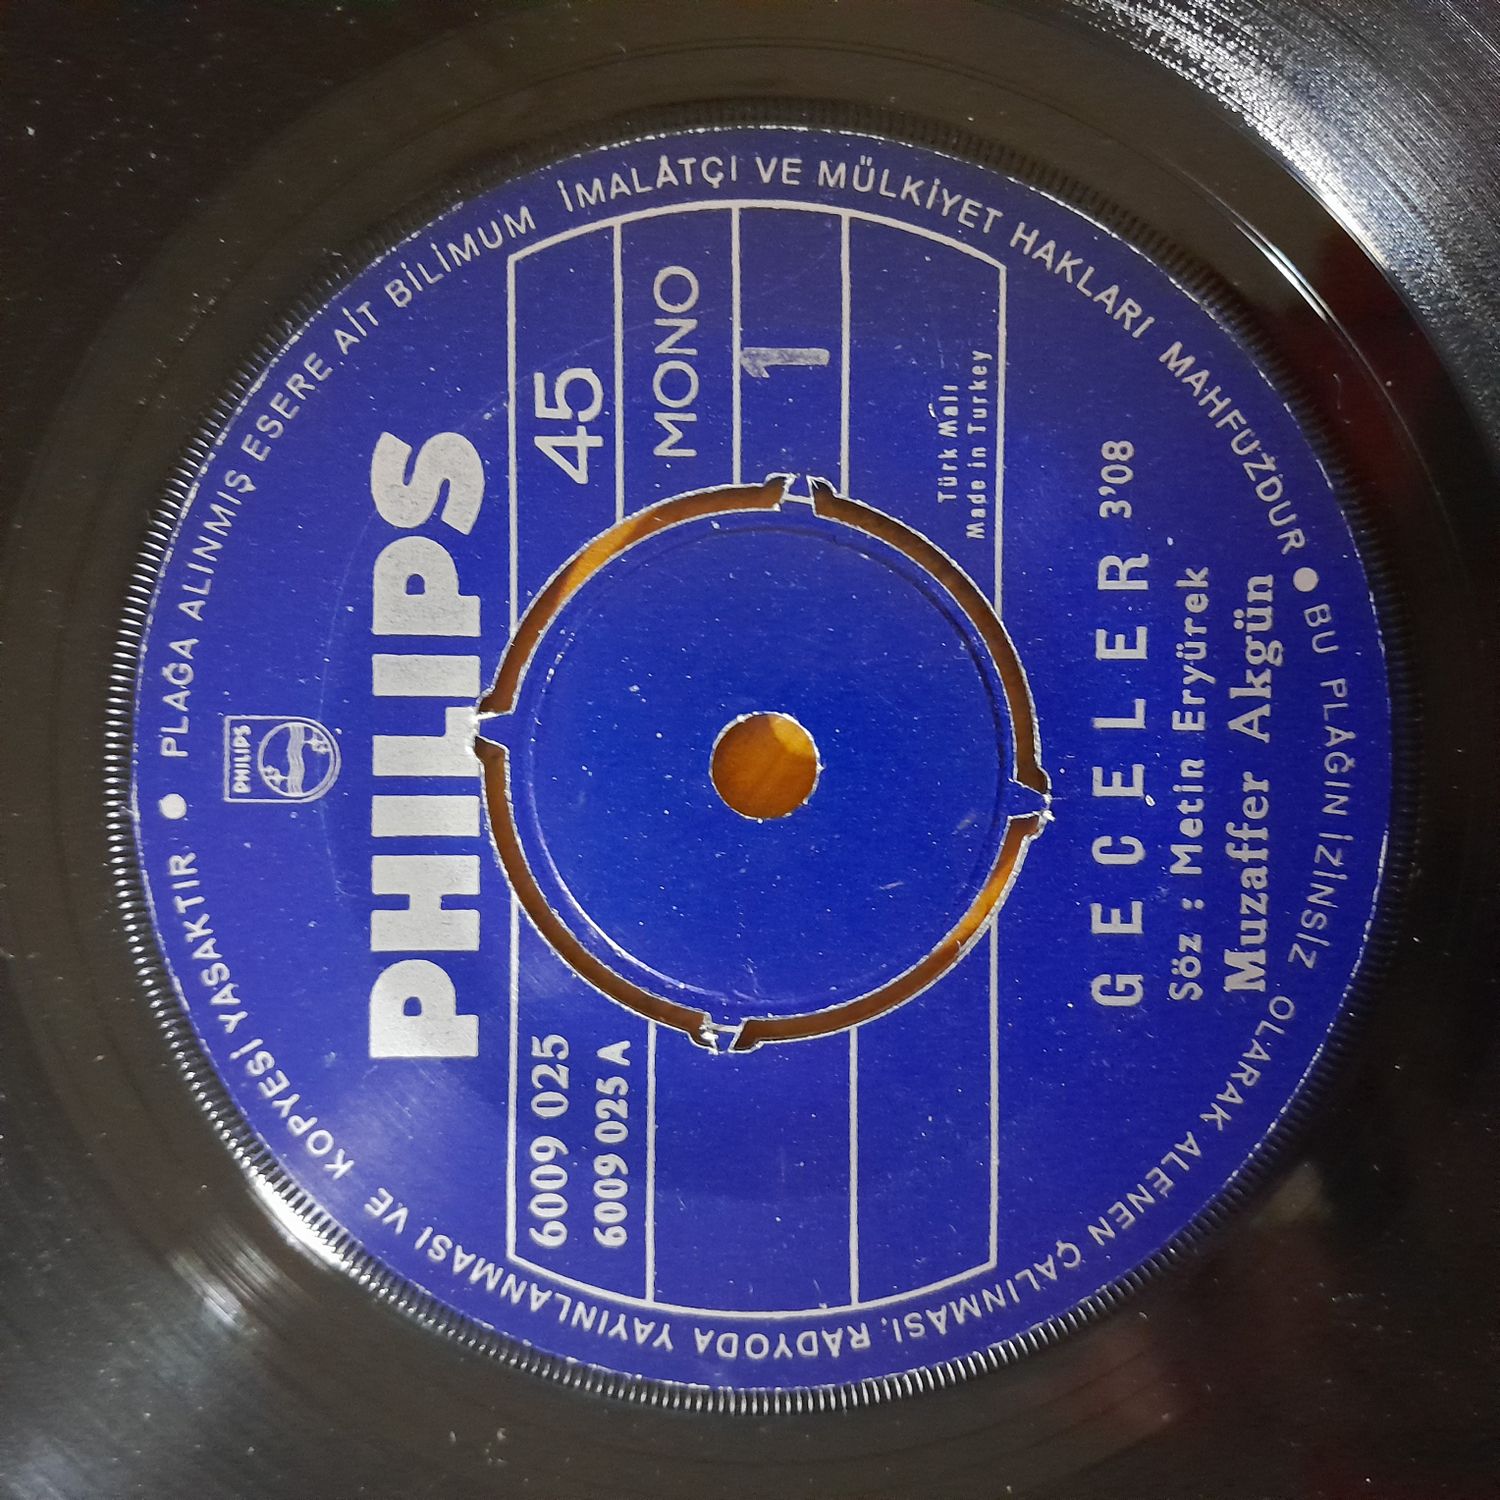 PLAĞA ALINMIŞ ESERE AİT BİLİMUM İMALÂTÇI VE MÜLKİYET HAKLARI MAHFUZDUR ● BU PLÂĞIN İZİNSİZ OLARAK ALENEN ÇALINMASI, RADYODA YAYINLANMASI VE KOPYESİ YASAKTIR ●
PHILIPS
PHILIPS
6009 025
6009 025 A
45
MONO
1
Türk Malı
Made in Turkey
GECELER 3'08
Söz : Metin Eryürek
Muzaffer Akgün